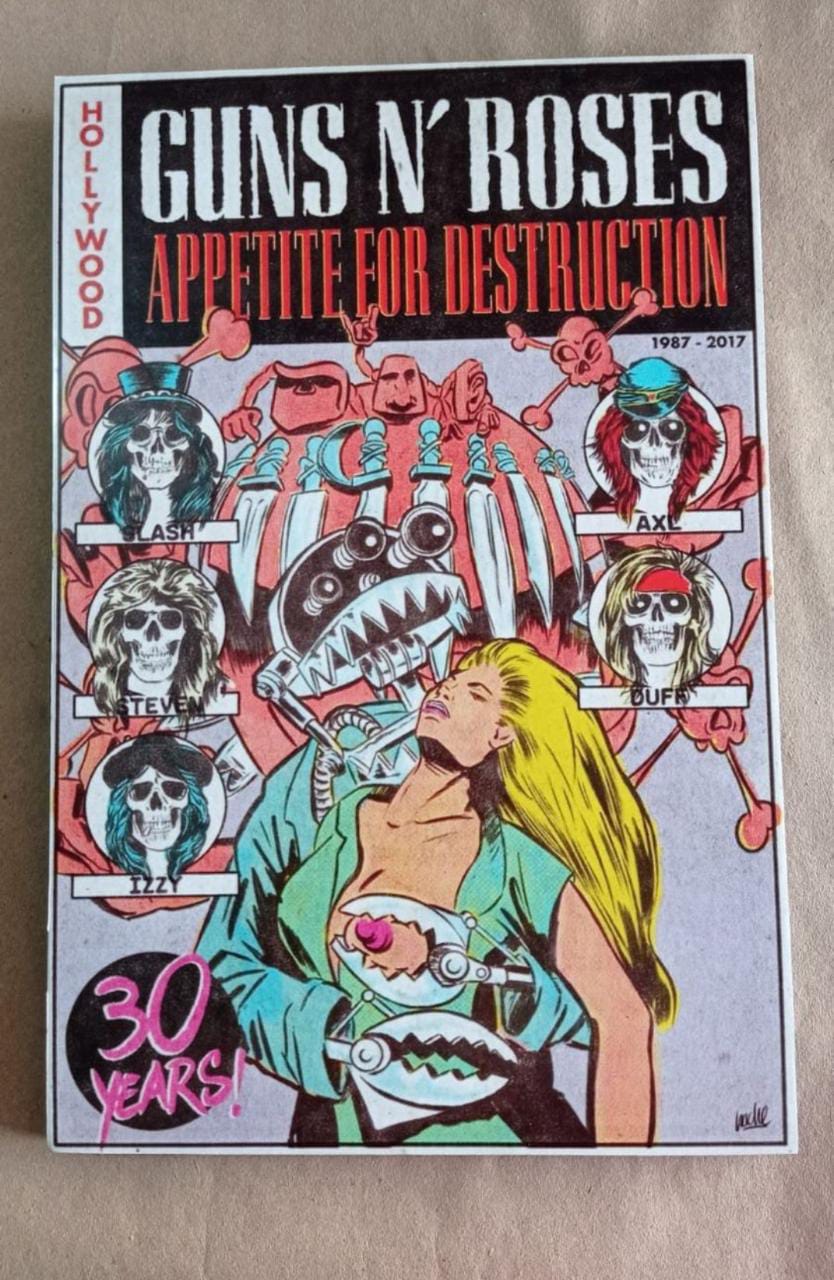 HOLLYWOOD
GUNS N' ROSES
APPETITE FOR DESTRUCTION
1987 - 2017
SLASH
AXL
STEVEN
DUFF
IZZY
30
YEARS!